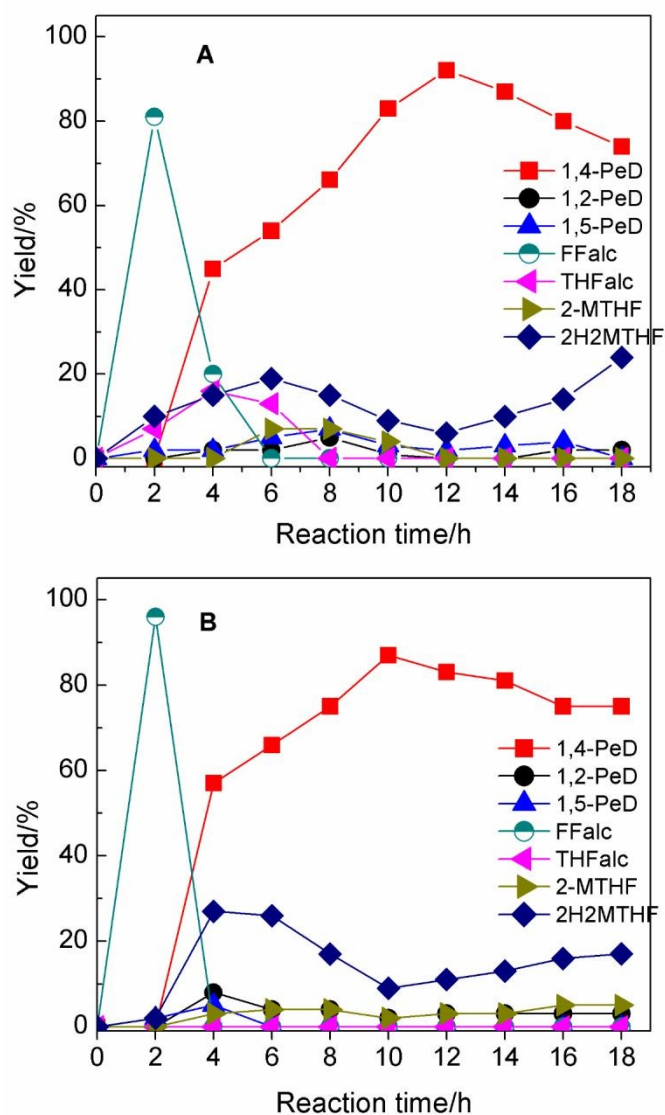 A
100
80
60
40
20
0
Yield/%
1,4-PeD
1,2-PeD
1,5-PeD
FFalc
THFalc
2-MTHF
2H2MTHF
0 2 4 6 8 10 12 14 16 18
Reaction time/h
B
100
80
60
40
20
0
Yield/%
1,4-PeD
1,2-PeD
1,5-PeD
FFalc
THFalc
2-MTHF
2H2MTHF
0 2 4 6 8 10 12 14 16 18
Reaction time/h